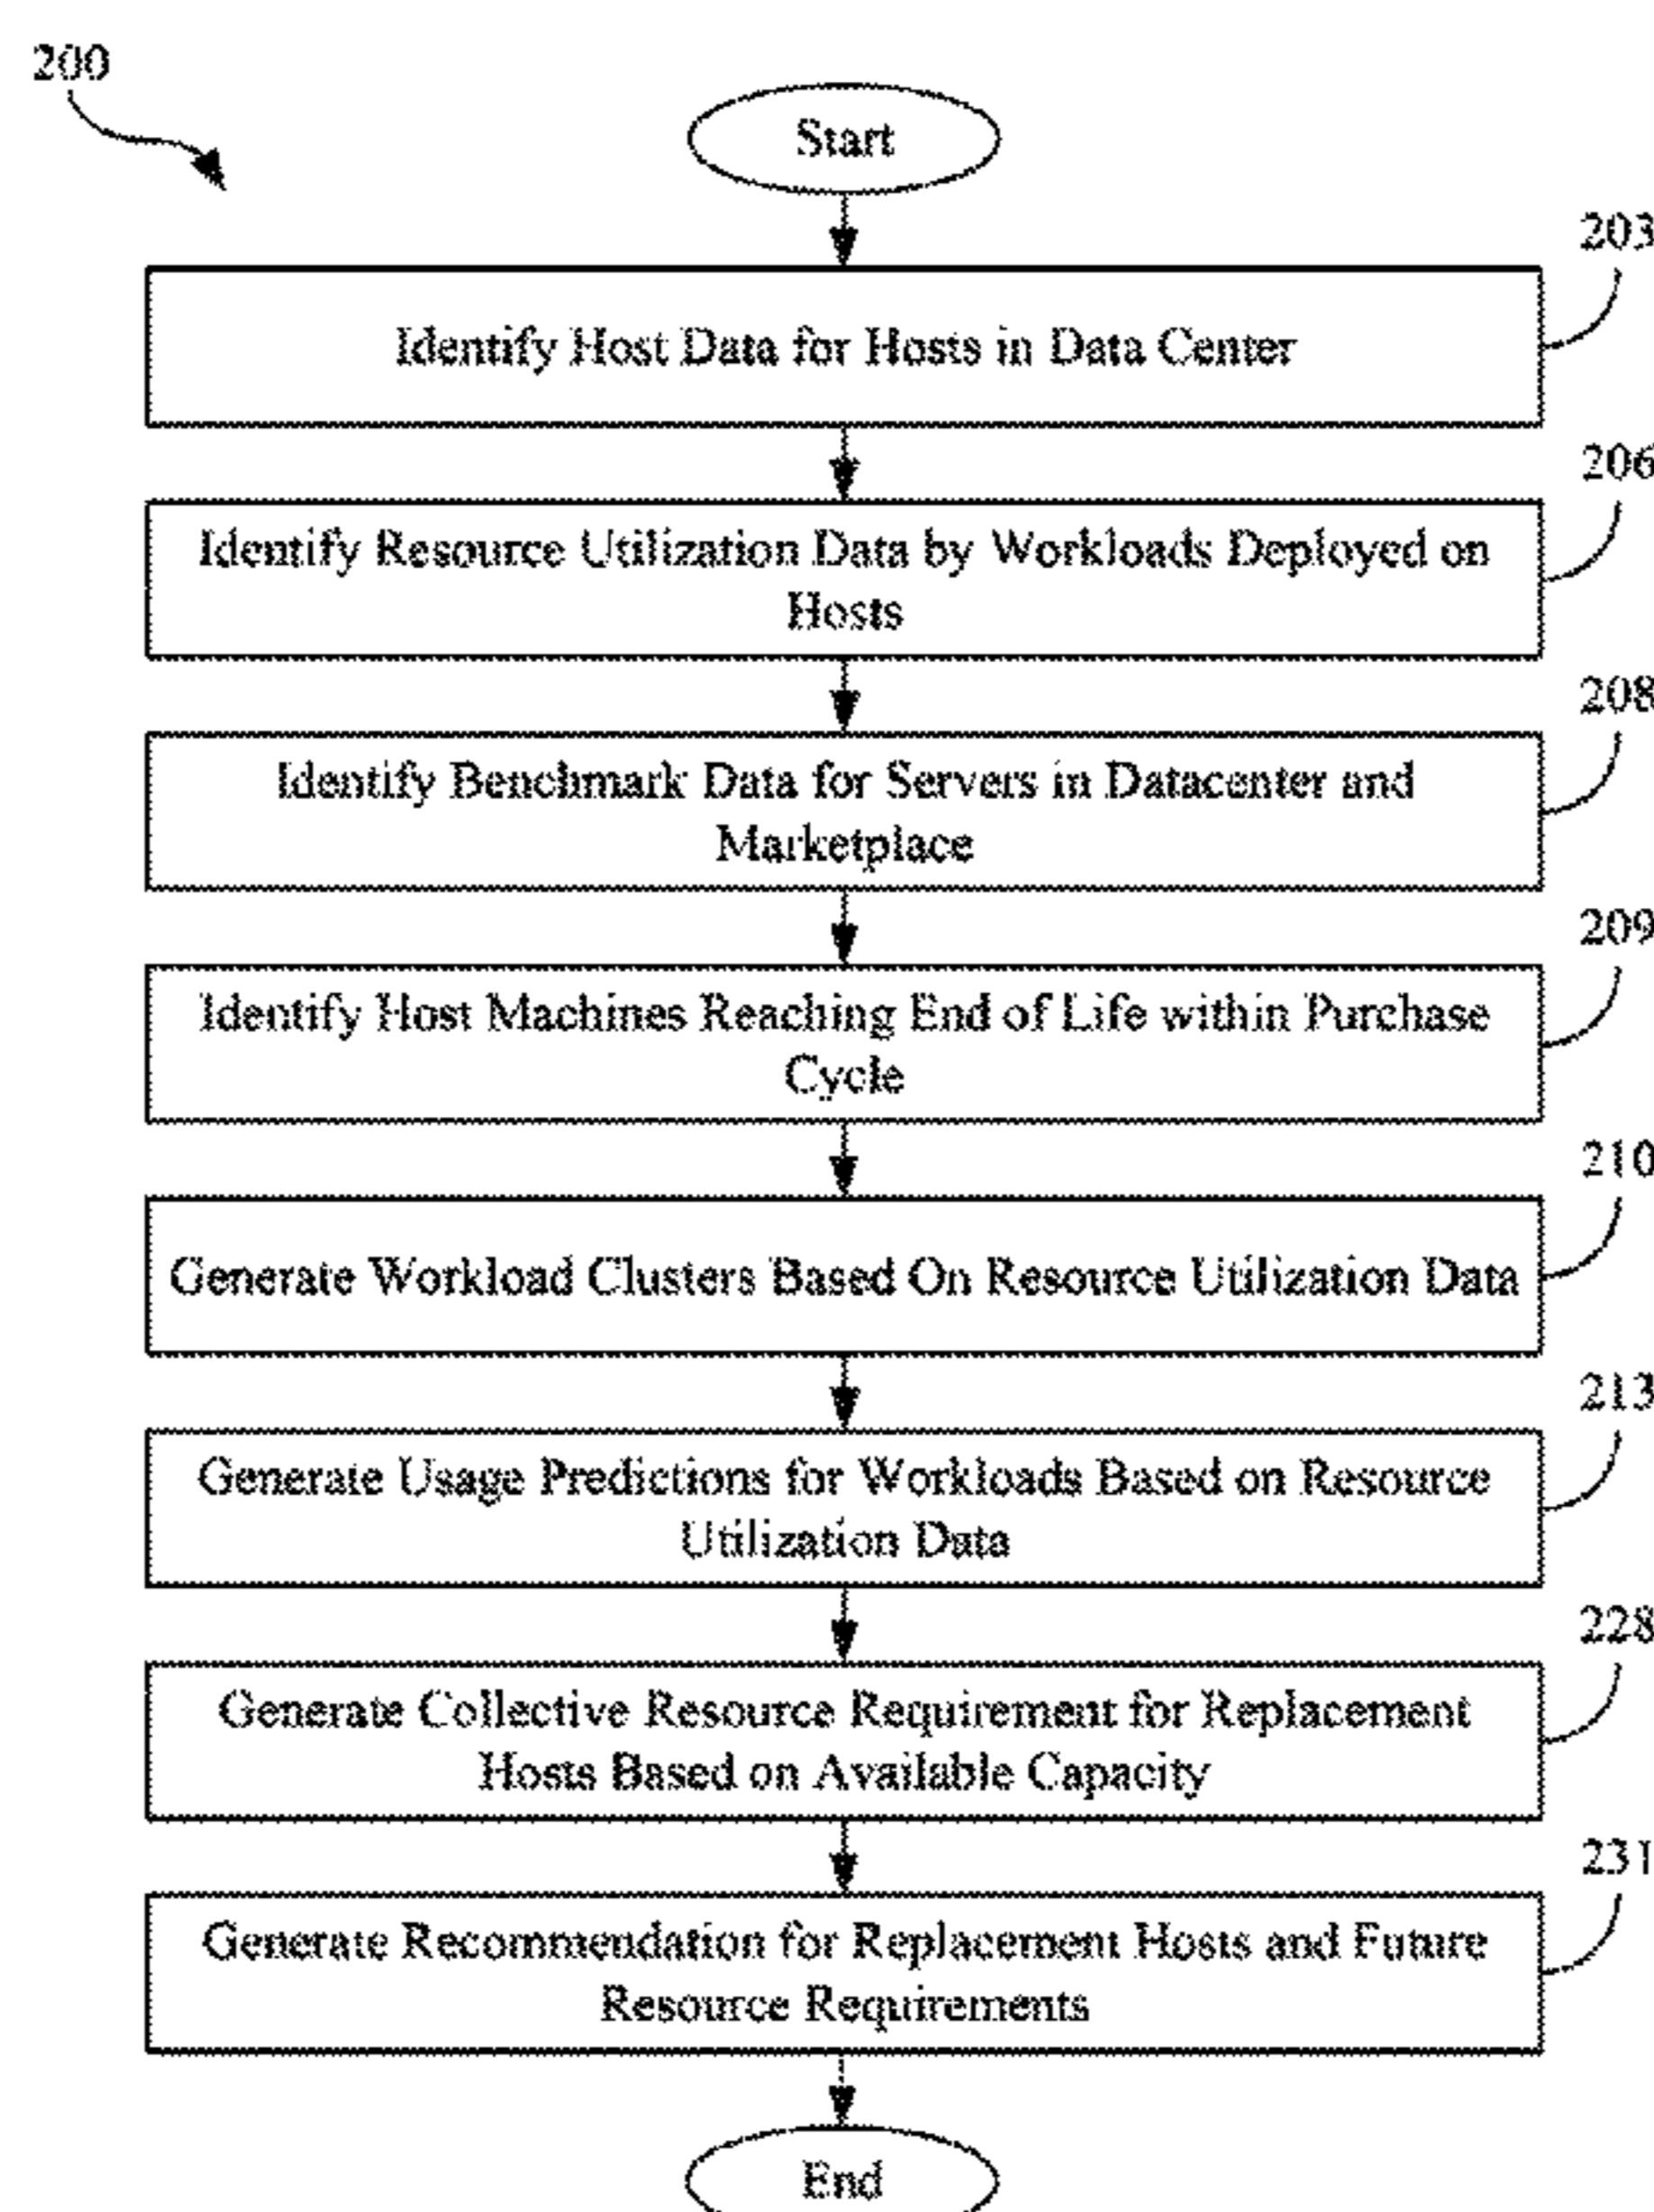 200
Start
203
Identify Host Data for Hosts in Data Center
206
Identify Resource Utilization Data by Workloads Deployed on
Hosts
208
Identify Benchmark Data for Servers in Datacenter and
Marketplace
209
Identify Host Machines Reaching End of Life within Purchase
Cycle
210
Generate Workload Clusters Based On Resource Utilization Data
213
Generate Usage Predictions for Workloads Based on Resource
Utilization Data
228
Generate Collective Resource Requirement for Replacement
Hosts Based on Available Capacity
231
Generate Recommendation for Replacement Hosts and Future
Resource Requirements
End